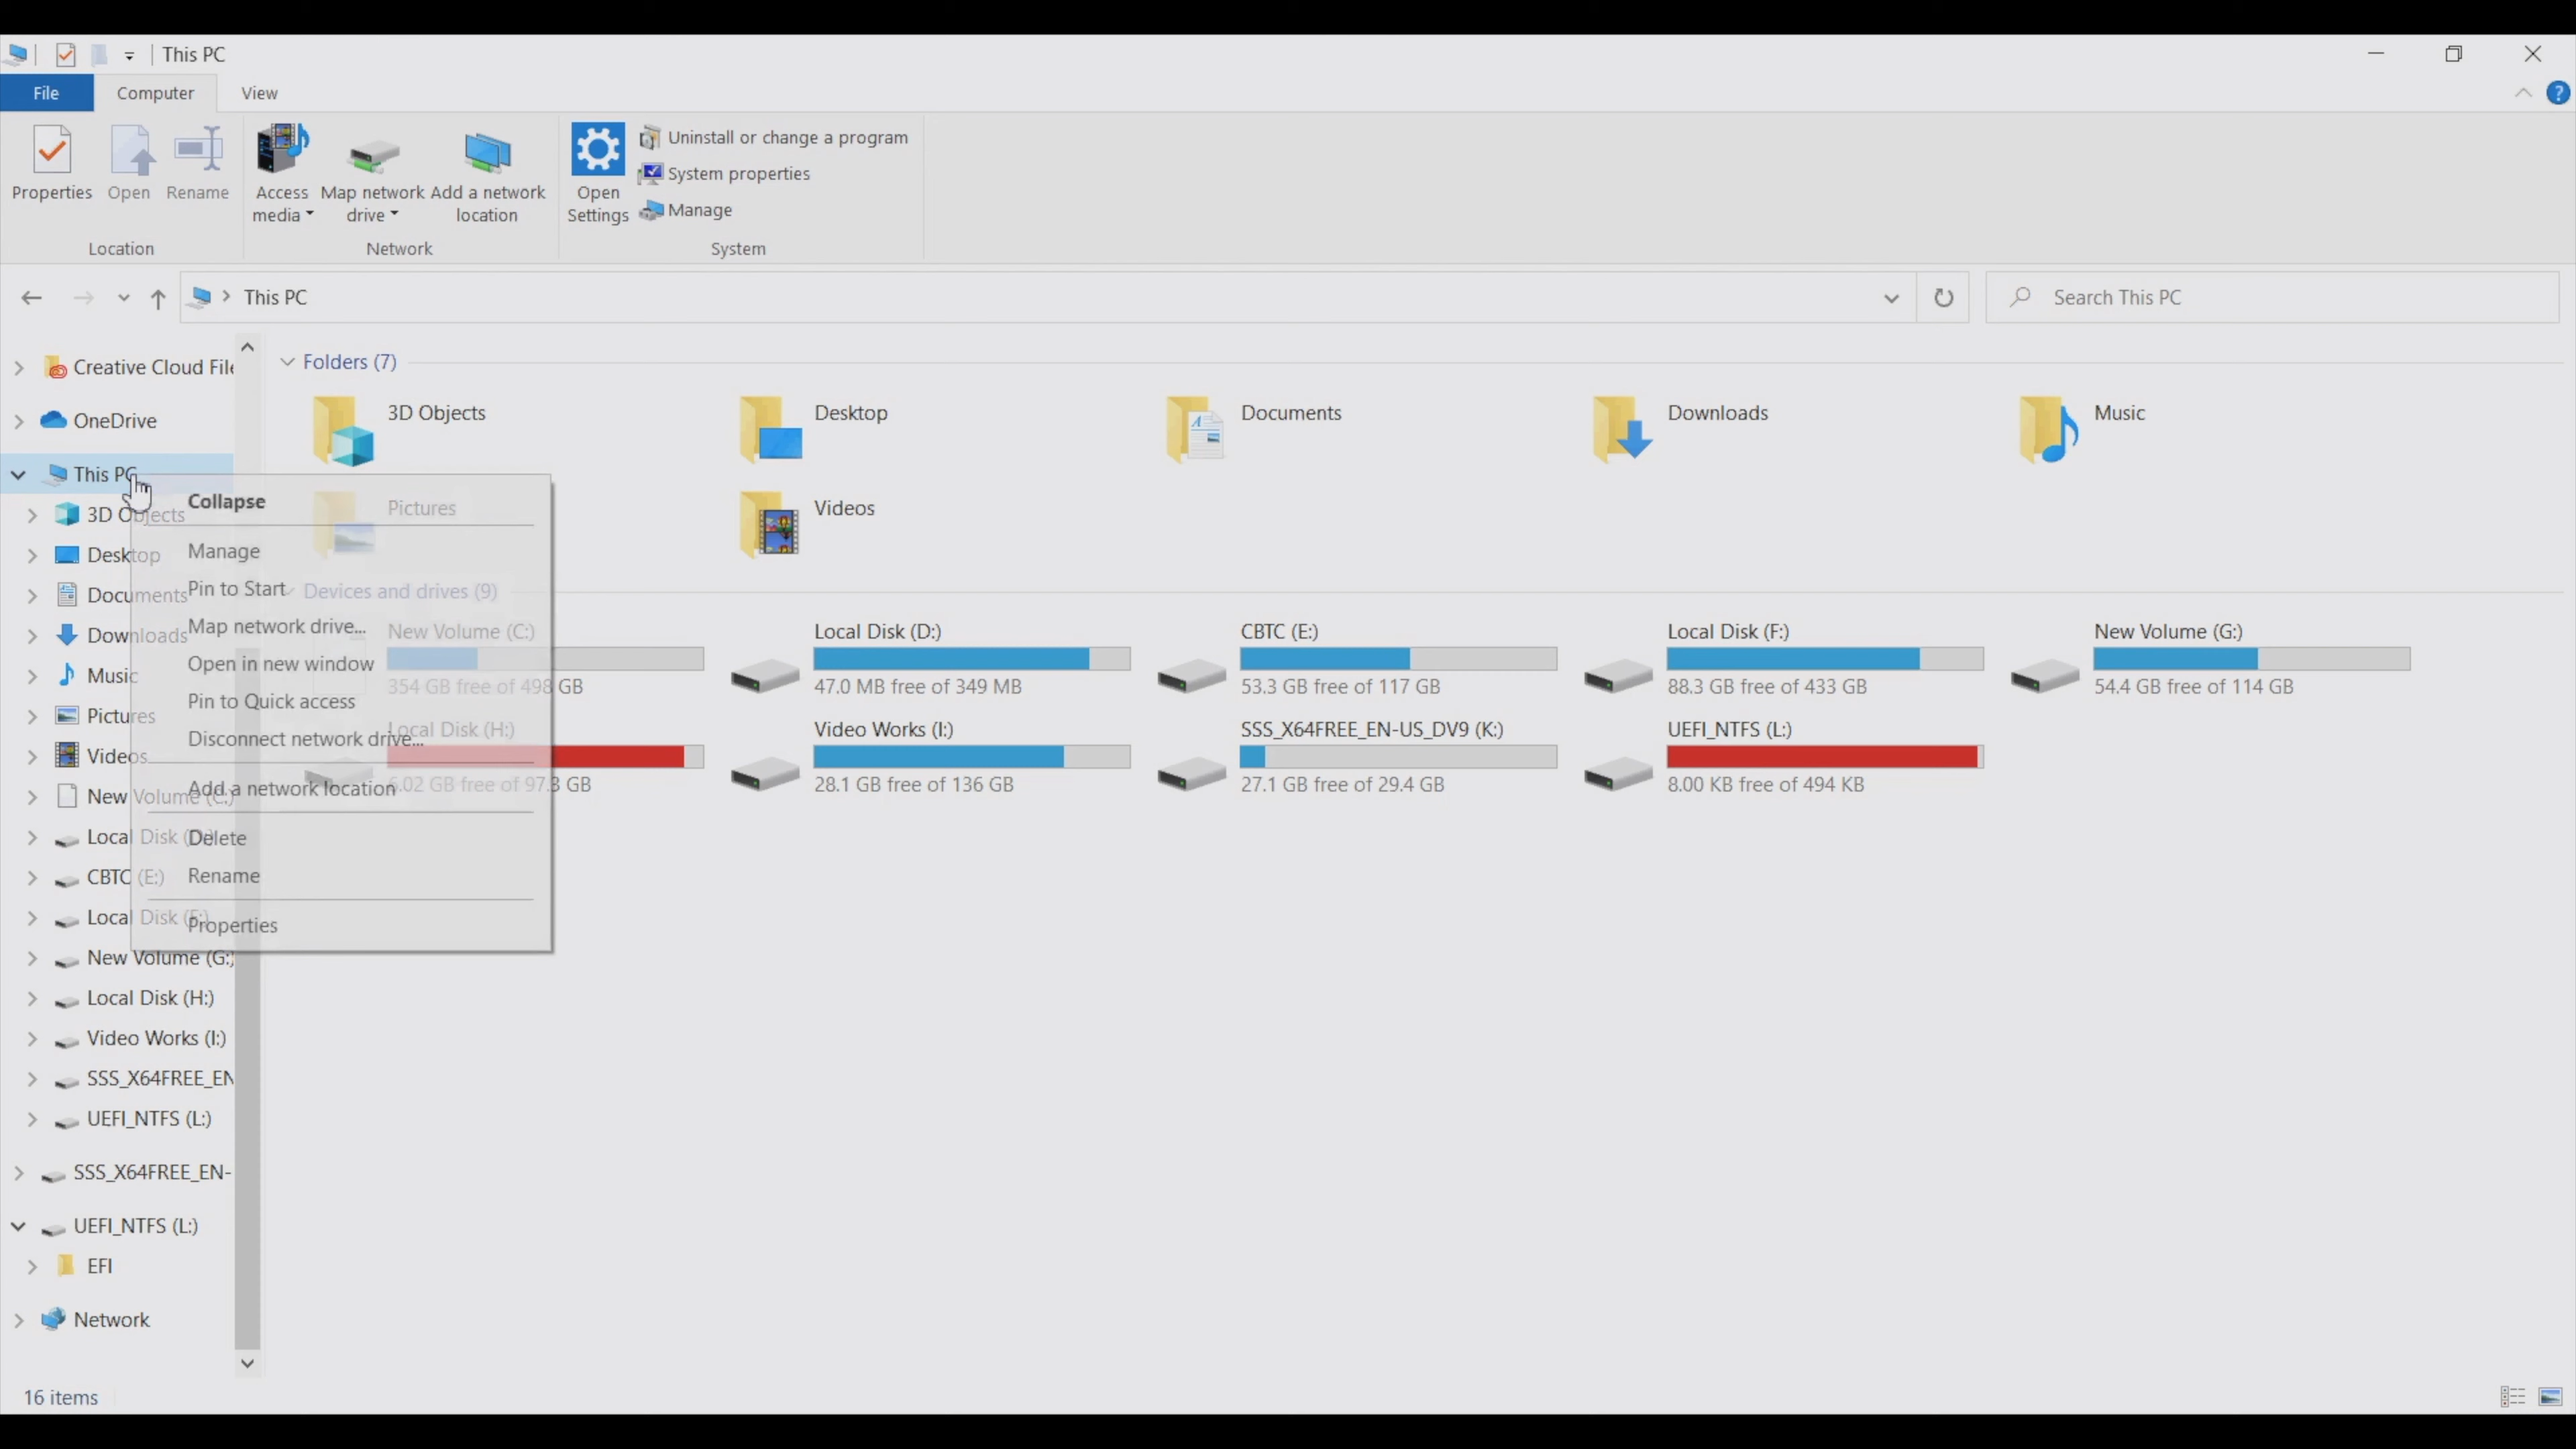 This PC
File Computer View
Properties Open Rename Access media Map network drive Add a network location Open Settings
Uninstall or change a program
System properties
Manage
Location Network System
This PC
Search This PC
Creative Cloud File
OneDrive
This PC
3D Objects
Desktop
Documents
Downloads
Music
Pictures
Videos
New Volume (C:)
Local Disk
CBTC (E:)
Local Disk (F:)
New Volume (G:)
Local Disk (H:)
Video Works (I:)
SSS_X64FREE_EN
UEFI_NTFS (L:)
SSS_X64FREE_EN-
UEFI_NTFS (L:)
EFI
Network
Collapse
Manage
Pin to Start
Map network drive...
Open in new window
Pin to Quick access
Disconnect network drive...
Add a network location
Delete
Rename
Properties
Folders (7)
3D Objects
Desktop
Documents
Downloads
Music
Pictures
Videos
Devices and drives (9)
New Volume (C:)
354 GB free of 498 GB
Local Disk (D:)
47.0 MB free of 349 MB
CBTC (E:)
53.3 GB free of 117 GB
Local Disk (F:)
88.3 GB free of 433 GB
New Volume (G:)
54.4 GB free of 114 GB
Local Disk (H:)
6.02 GB free of 97.3 GB
Video Works (I:)
28.1 GB free of 136 GB
SSS_X64FREE_EN-US_DV9 (K:)
27.1 GB free of 29.4 GB
UEFI_NTFS (L:)
8.00 KB free of 494 KB
16 items